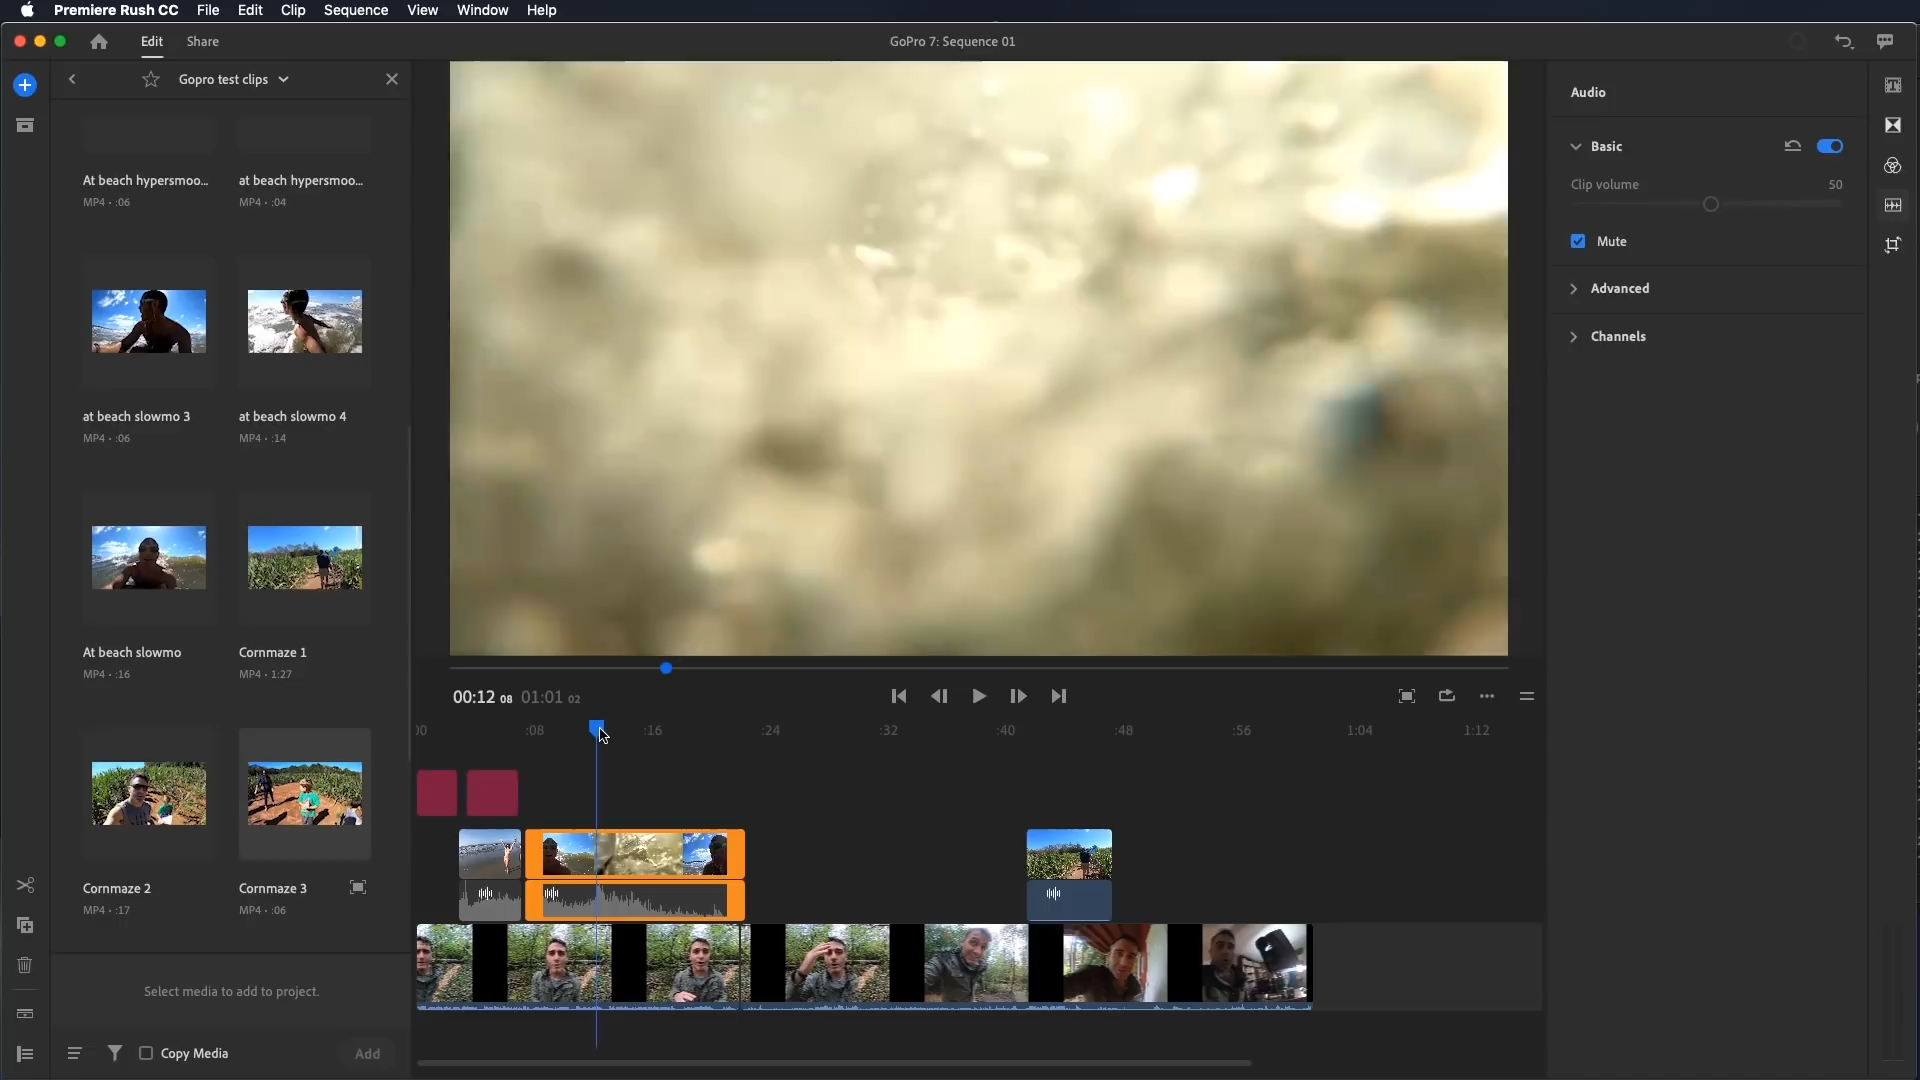 Premiere Rush CC File Edit Clip Sequence View Window Help
Edit Share GoPro 7: Sequence 01
Gopro test clips
At beach hypersmoo... at beach hypersmoo...
MP4 • :06 MP4 • :04
at beach slowmo 3 at beach slowmo 4
MP4 • :06 MP4 • :14
At beach slowmo Cornmaze 1
MP4 • :16 MP4 • 1:27
Cornmaze 2 Cornmaze 3
MP4 • :17 MP4 • :06
Select media to add to project.
Copy Media Add
00:12 08 01:01 02
00 :08 :16 :24 :32 :40 :48 :56 1:04 1:12
Audio
Basic
Clip volume 50
Mute
Advanced
Channels